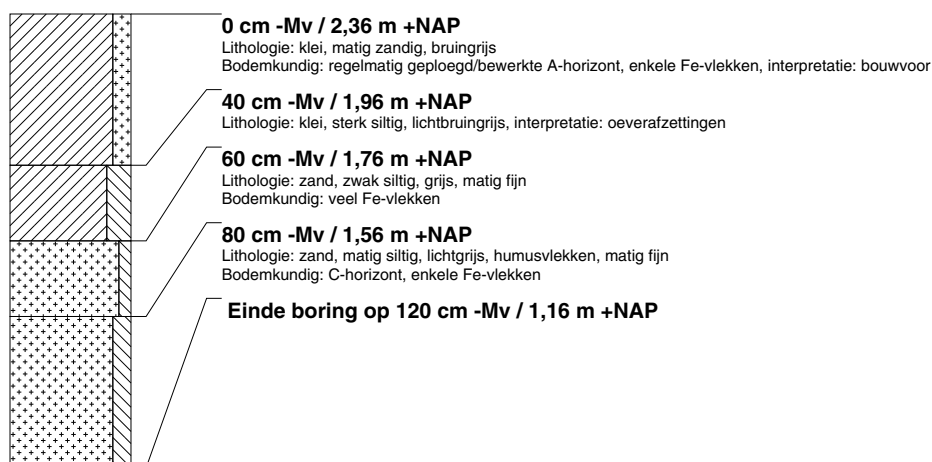 0 cm -Mv / 2,36 m +NAP
Lithologie: klei, matig zandig, bruingrijs
Bodemkundig: regelmatig geploegd/bewerkte A-horizont, enkele Fe-vlekken, interpretatie: bouwvoor
40 cm -Mv / 1,96 m +NAP
Lithologie: klei, sterk siltig, lichtbruingrijs, interpretatie: oeverafzettingen
60 cm -Mv / 1,76 m +NAP
Lithologie: zand, zwak siltig, grijs, matig fijn
Bodemkundig: veel Fe-vlekken
80 cm -Mv / 1,56 m +NAP
Lithologie: zand, matig siltig, lichtgrijs, humusvlekken, matig fijn
Bodemkundig: C-horizont, enkele Fe-vlekken
Einde boring op 120 cm -Mv / 1,16 m +NAP